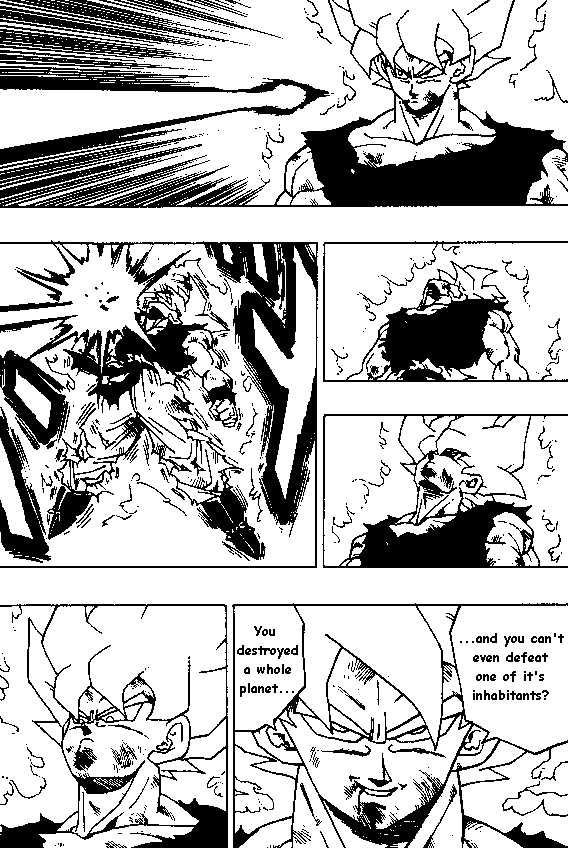 You
destroyed
a whole
planet...
...and you can't
even defeat
one of it's
inhabitants?